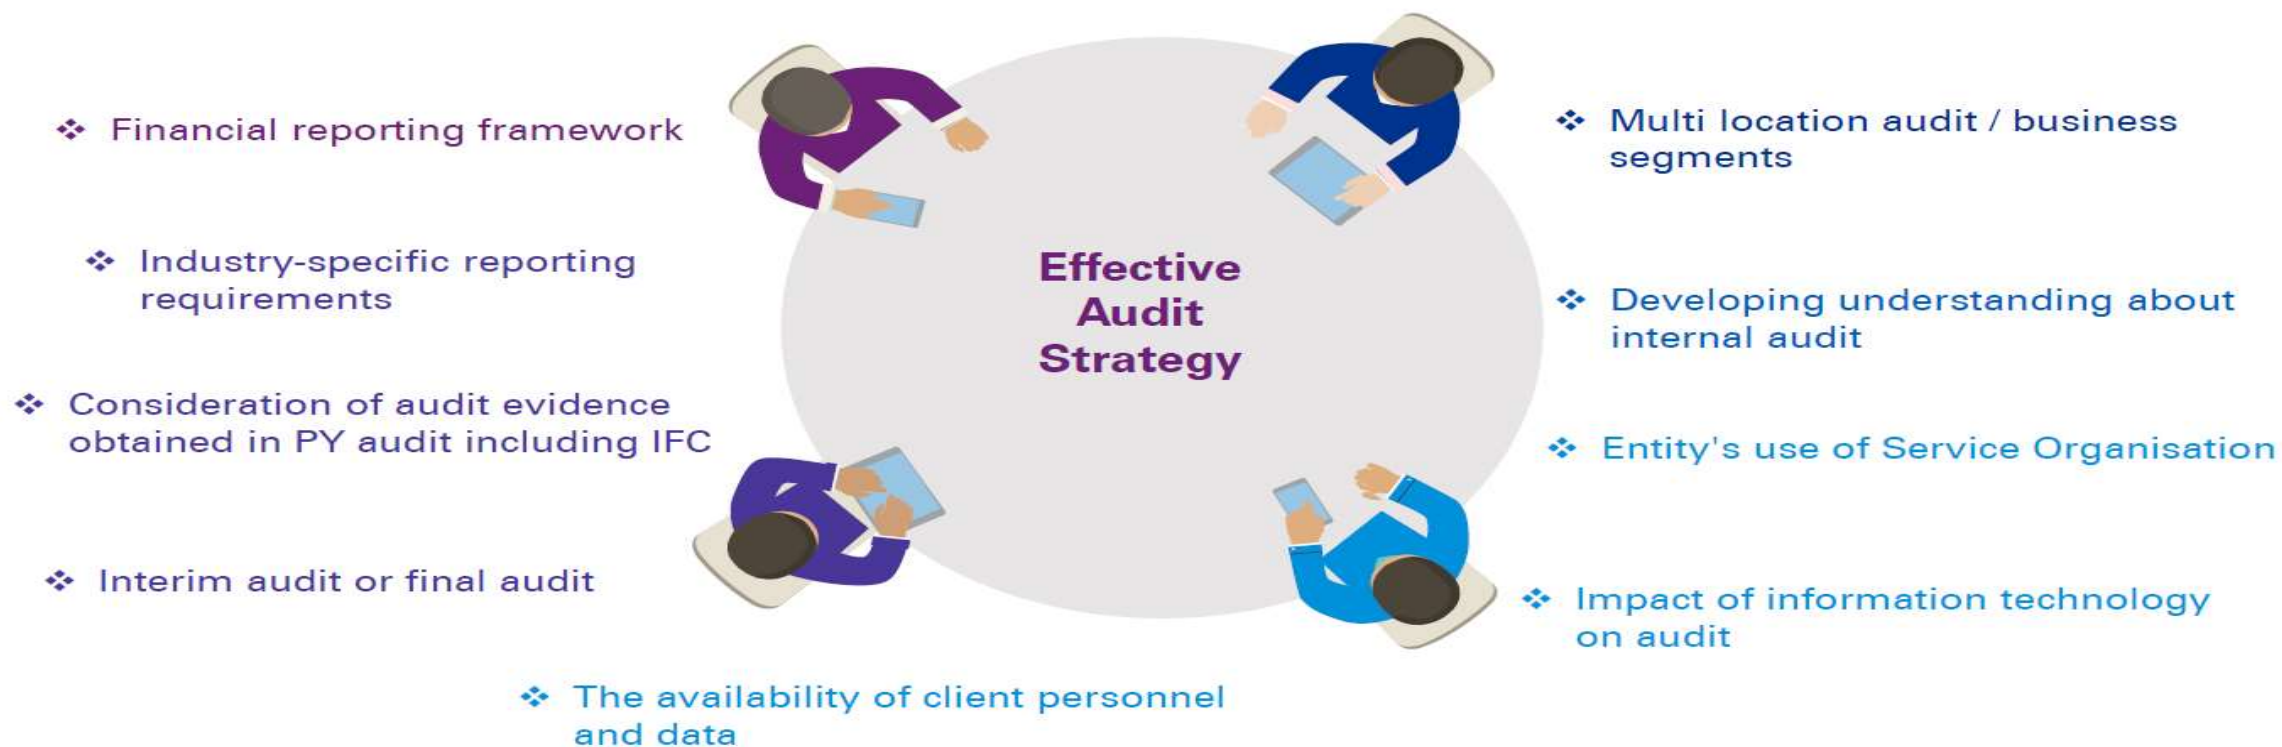 ❖ Financial reporting framework
❖ Industry-specific reporting
requirements
❖ Consideration of audit evidence
obtained in PY audit including IFC
❖ Interim audit or final audit
❖ The availability of client personnel
and data
Effective
Audit
Strategy
❖ Multi location audit / business
segments
❖ Developing understanding about
internal audit
❖ Entity's use of Service Organisation
❖ Impact of information technology
on audit